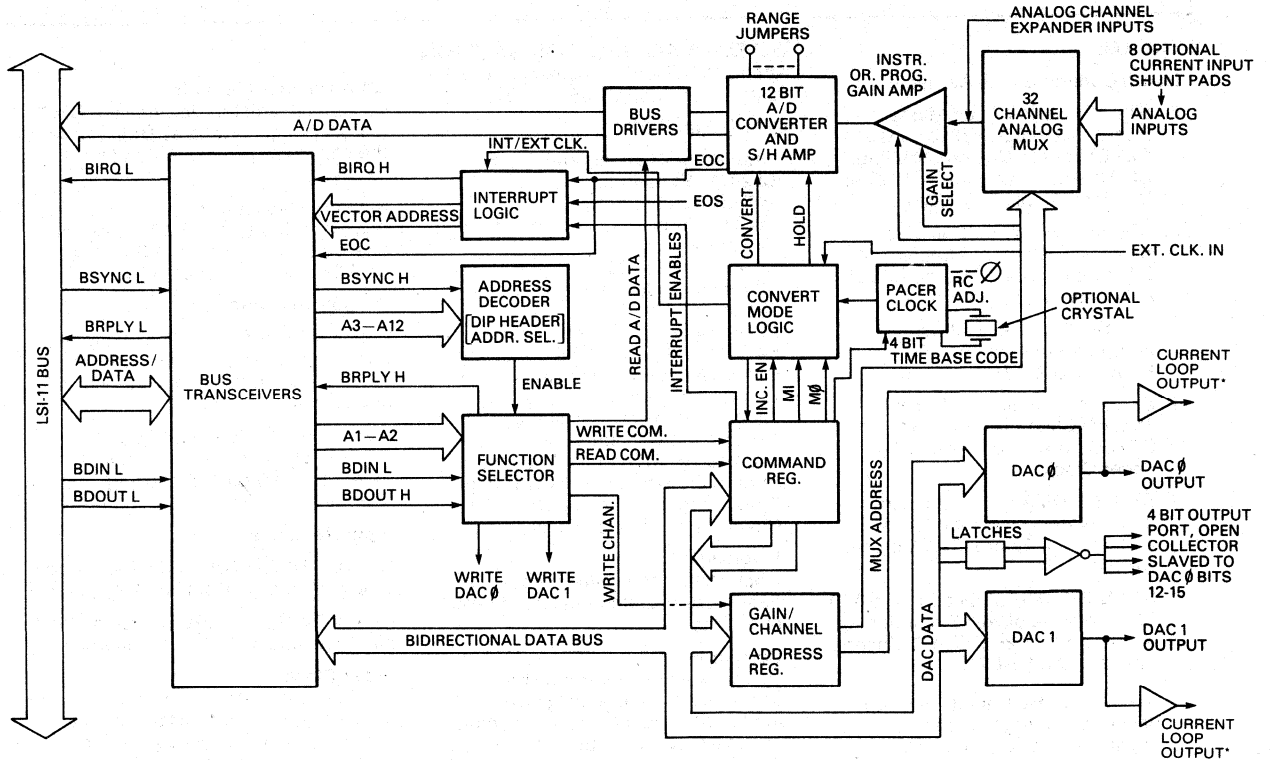 RANGE
JUMPERS
ANALOG CHANNEL
EXPANDER INPUTS
8 OPTIONAL
CURRENT INPUT
SHUNT PADS
INSTR.
OR. PROG.
GAIN AMP
12 BIT
A/D
CONVERTER
AND
S/H AMP
32
CHANNEL
ANALOG
MUX
ANALOG
INPUTS
BUS
DRIVERS
A/D DATA
INT/EXT CLK.
EOC
BIRQ L
BIRQ H
INTERRUPT
LOGIC
VECTOR ADDRESS
EOS
GAIN
SELECT
EOC
CONVERT
HOLD
EXT. CLK. IN
BSYNC L
BSYNC H
ADDRESS
DECODER
[DIP HEADER]
[ADDR. SEL.]
READ A/D DATA
INTERRUPT ENABLES
CONVERT
MODE
LOGIC
PACER
CLOCK
RC
ADJ.
OPTIONAL
CRYSTAL
A3–A12
BRPLY L
4 BIT
TIME BASE CODE
ADDRESS/
DATA
BUS
TRANSCEIVERS
BRPLY H
ENABLE
INC. EN
MI
MØ
CURRENT
LOOP
OUTPUT*
LSI-11 BUS
A1–A2
FUNCTION
SELECTOR
WRITE COM.
READ COM.
COMMAND
REG.
DAC Ø
DAC Ø
OUTPUT
BDIN L
BDIN L
BDOUT L
BDOUT H
WRITE CHAN.
MUX ADDRESS
LATCHES
4 BIT OUTPUT
PORT, OPEN
COLLECTOR
SLAVED TO
DAC Ø BITS
12-15
WRITE
DAC Ø
WRITE
DAC 1
BIDIRECTIONAL DATA BUS
GAIN/
CHANNEL
ADDRESS
REG.
DAC DATA
DAC 1
DAC 1
OUTPUT
CURRENT
LOOP
OUTPUT*